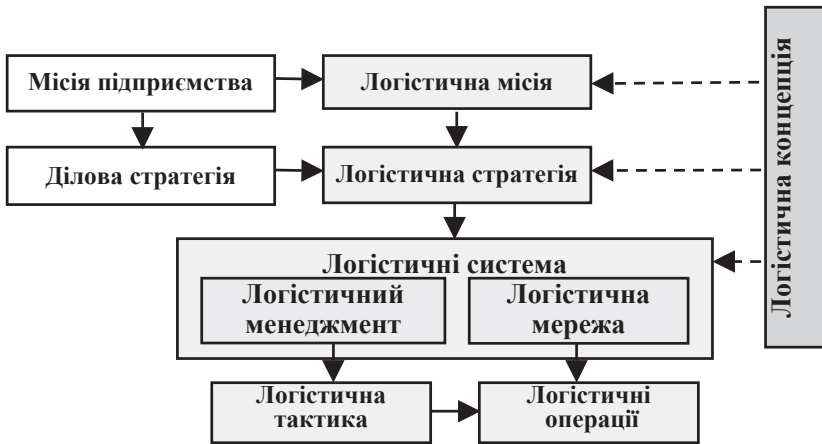 Місія підприємства
Логістична місія
Ділова стратегія
Логістична стратегія
Логістичні система
Логістичний
менеджмент
Логістична
мережа
Логістична
тактика
Логістичні
операції
Логістична концепція